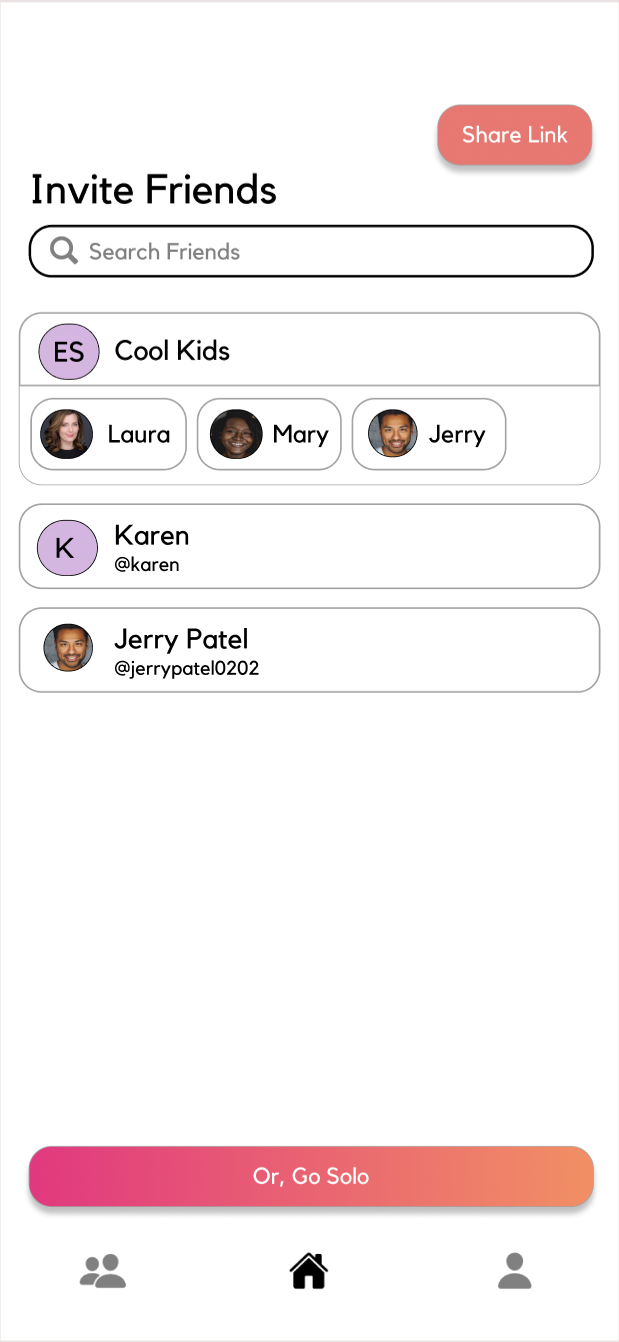 Share Link
Invite Friends
Search Friends
ES Cool Kids
Laura Mary Jerry
K Karen
@karen
Jerry Patel
@jerrypatel0202
Or, Go Solo